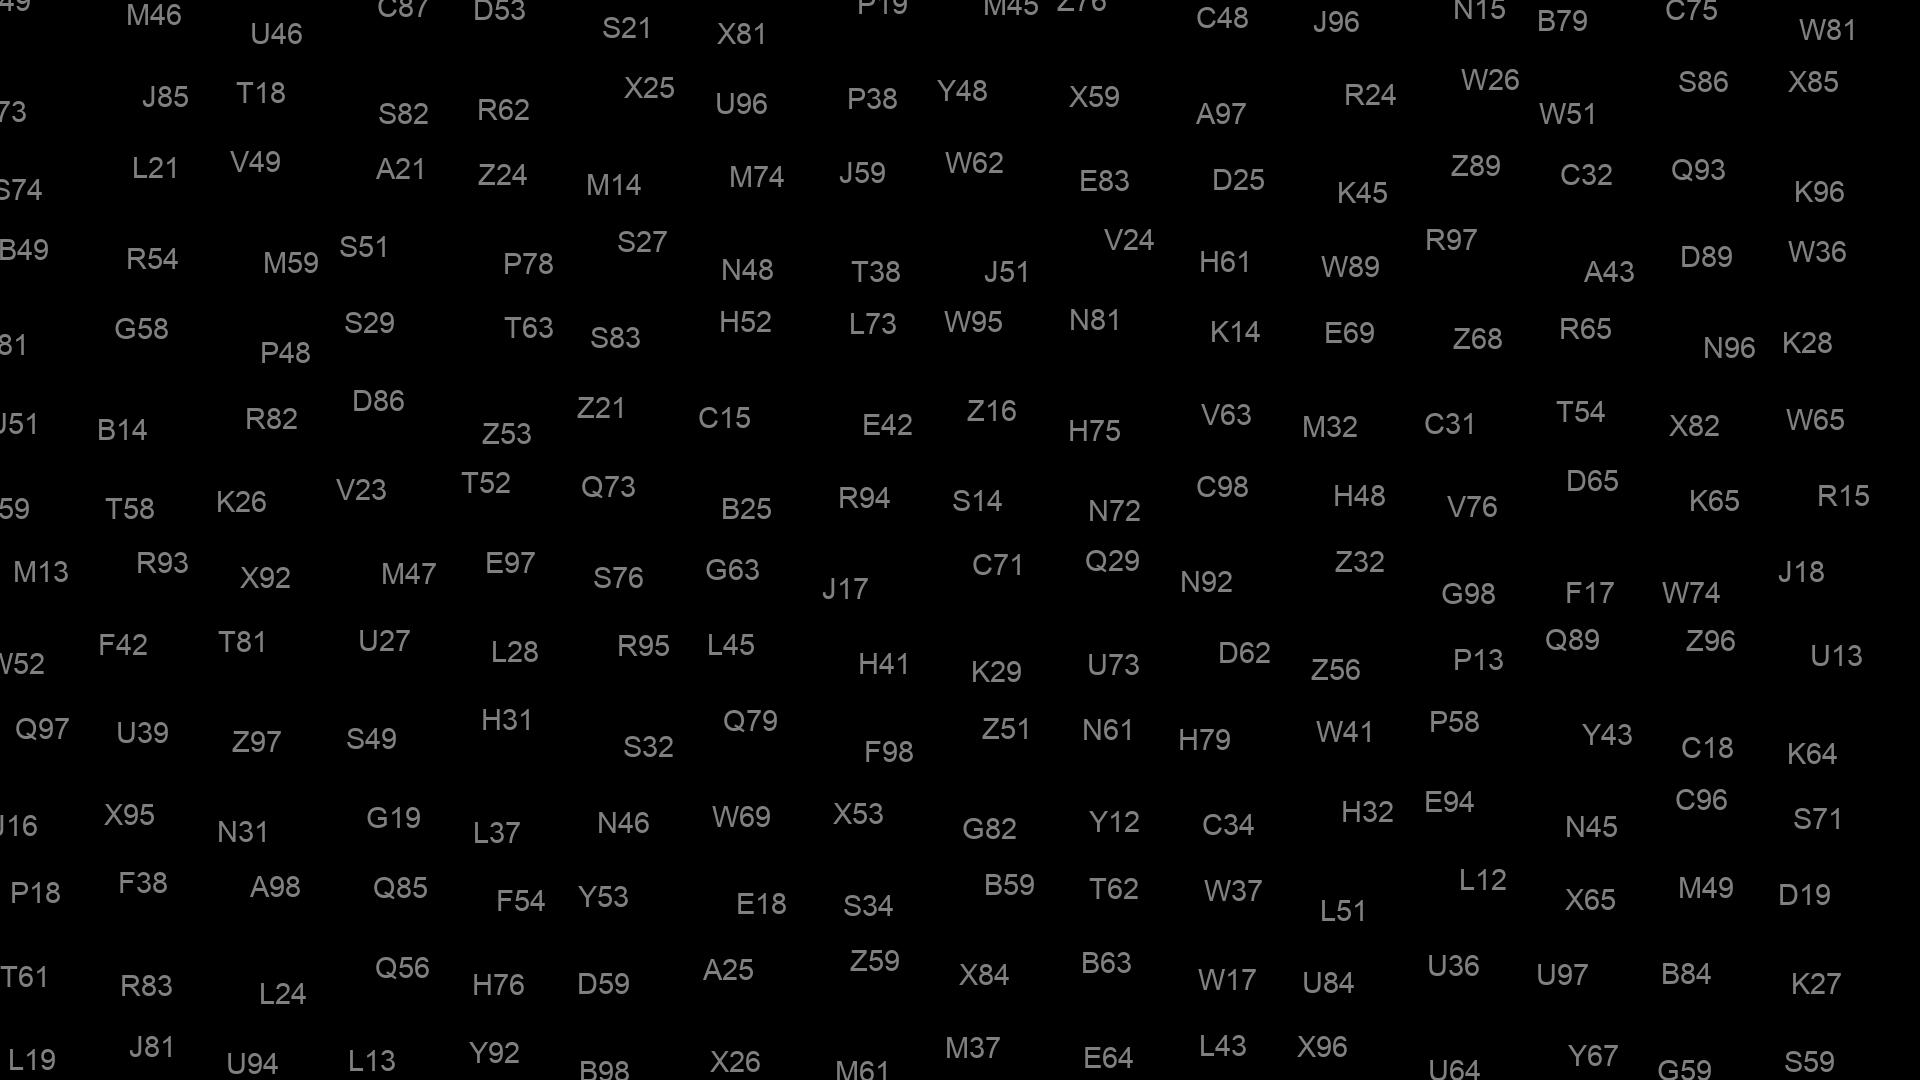 M46 U46 C87 D53 S21 X81 P19 M45 Z76 C48 J96 N15 B79 C75 W81
J85 T18 S82 R62 X25 U96 P38 Y48 X59 A97 R24 W26 W51 S86 X85
S74 L21 V49 A21 Z24 M14 M74 J59 W62 E83 D25 K45 Z89 C32 Q93 K96
B49 R54 M59 S51 P78 S27 N48 T38 J51 V24 H61 W89 R97 A43 D89 W36
G58 P48 S29 T63 S83 H52 L73 W95 N81 K14 E69 Z68 R65 N96 K28
B14 R82 D86 Z53 Z21 C15 E42 Z16 H75 V63 M32 C31 T54 X82 W65
T58 K26 V23 T52 Q73 B25 R94 S14 N72 C98 H48 V76 D65 K65 R15
M13 R93 X92 M47 E97 S76 G63 J17 C71 Q29 N92 Z32 G98 F17 W74 J18
W52 F42 T81 U27 L28 R95 L45 H41 K29 U73 D62 Z56 P13 Q89 Z96 U13
Q97 U39 Z97 S49 H31 S32 Q79 F98 Z51 N61 H79 W41 P58 Y43 C18 K64
X95 N31 G19 L37 N46 W69 X53 G82 Y12 C34 H32 E94 N45 C96 S71
P18 F38 A98 Q85 F54 Y53 E18 S34 B59 T62 W37 L51 L12 X65 M49 D19
T61 R83 L24 Q56 H76 D59 A25 Z59 X84 B63 W17 U84 U36 U97 B84 K27
L19 J81 U94 L13 Y92 B98 X26 M61 M37 E64 L43 X96 U64 Y67 G59 S59